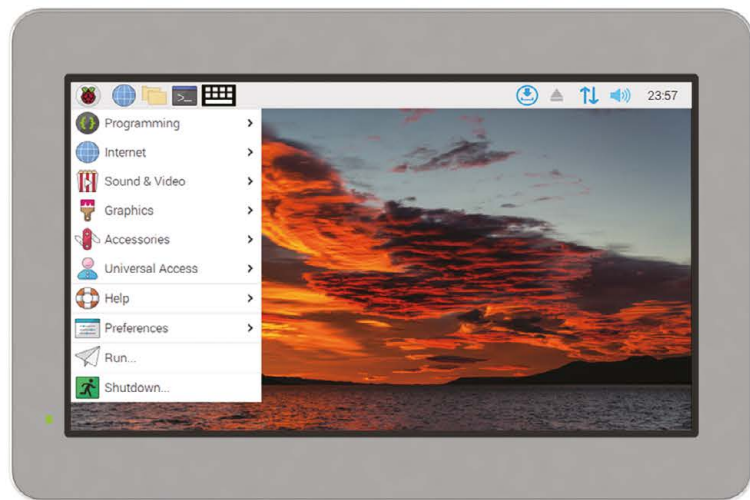 23:57
Programming
Internet
Sound & Video
Graphics
Accessories
Universal Access
Help
Preferences
Run...
Shutdown...